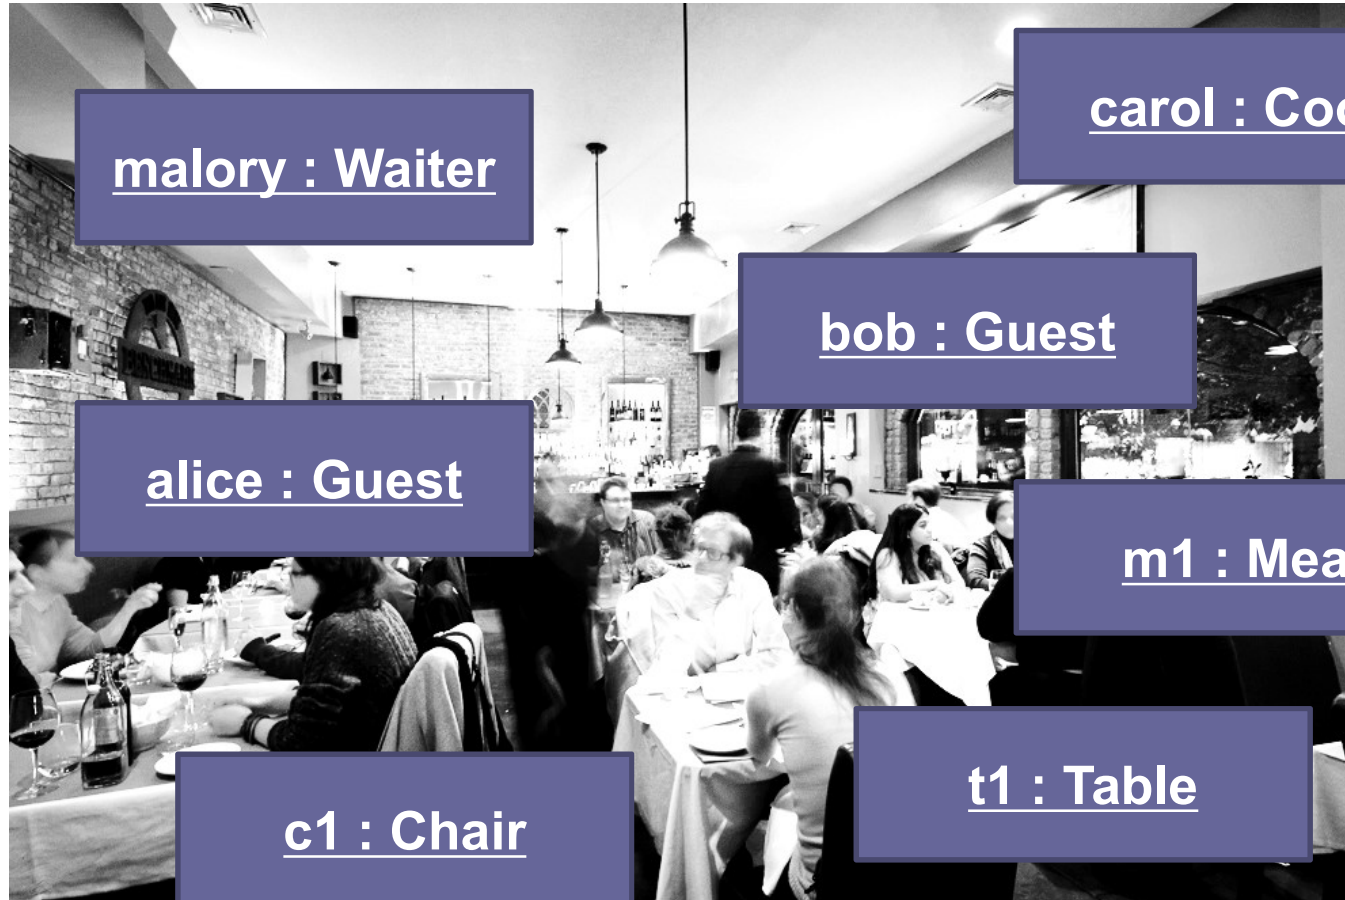 carol : Coo
malory : Waiter
bob : Guest
alice : Guest
m1 : Mea
t1 : Table
c1 : Chair